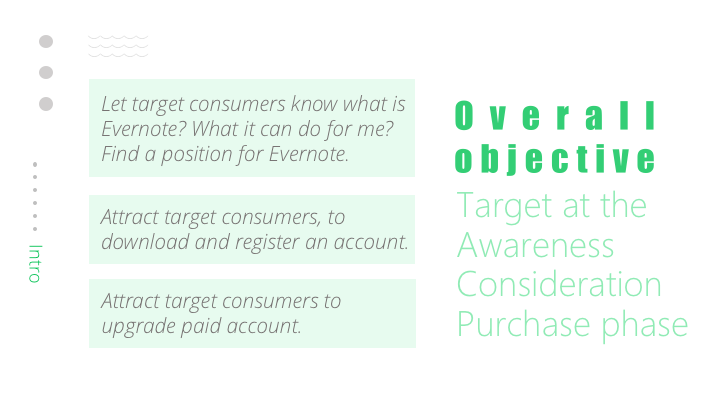 Let target consumers know what is
Evernote? What it can do for me?
Find a position for Evernote.
Attract target consumers, to
download and register an account.
Attract target consumers to
upgrade paid account.
Overall
objective
Target at the
Awareness
Consideration
Purchase phase
Intro